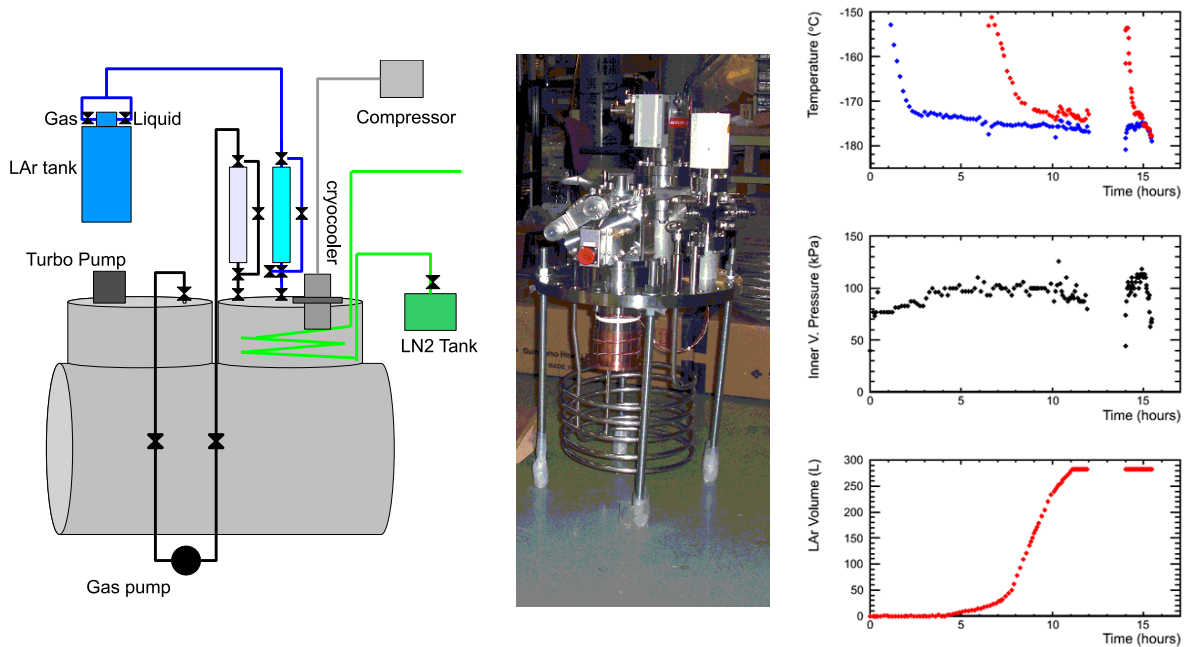 Gas
Liquid
LAr tank
Compressor
cryocooler
Turbo Pump
LN2 Tank
Gas pump
Temperature (°C)
-150
-160
-170
-180
0
5
10
15
Time (hours)
Inner V. Pressure (kPa)
150
100
50
0
0
5
10
15
Time (hours)
LAr Volume (L)
300
250
200
150
100
50
0
0
5
10
15
Time (hours)